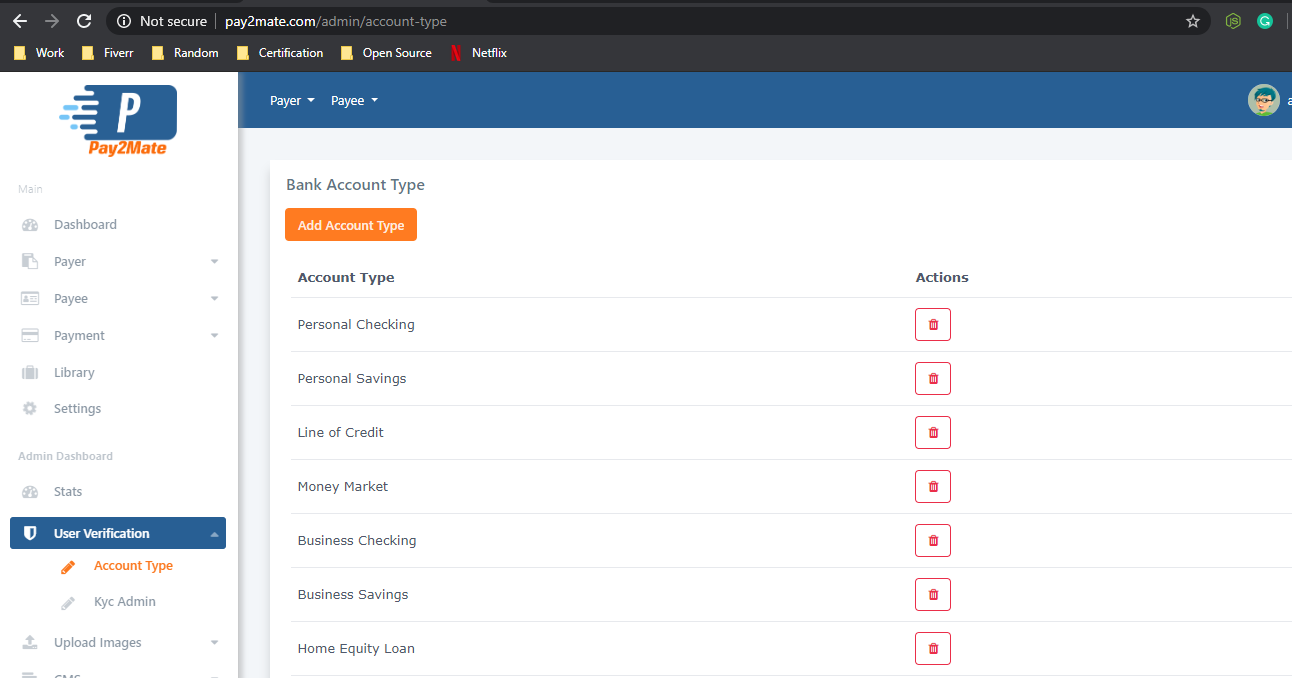 Not secure pay2mate.com/admin/account-type
Work Fiverr Random Certification Open Source Netflix
P
Pay2Mate
Payer Payee
Main
Dashboard
Payer
Payee
Payment
Library
Settings
Admin Dashboard
Stats
User Verification
Account Type
Kyc Admin
Upload Images
CMS
Bank Account Type
Add Account Type
Account Type Actions
Personal Checking
Personal Savings
Line of Credit
Money Market
Business Checking
Business Savings
Home Equity Loan